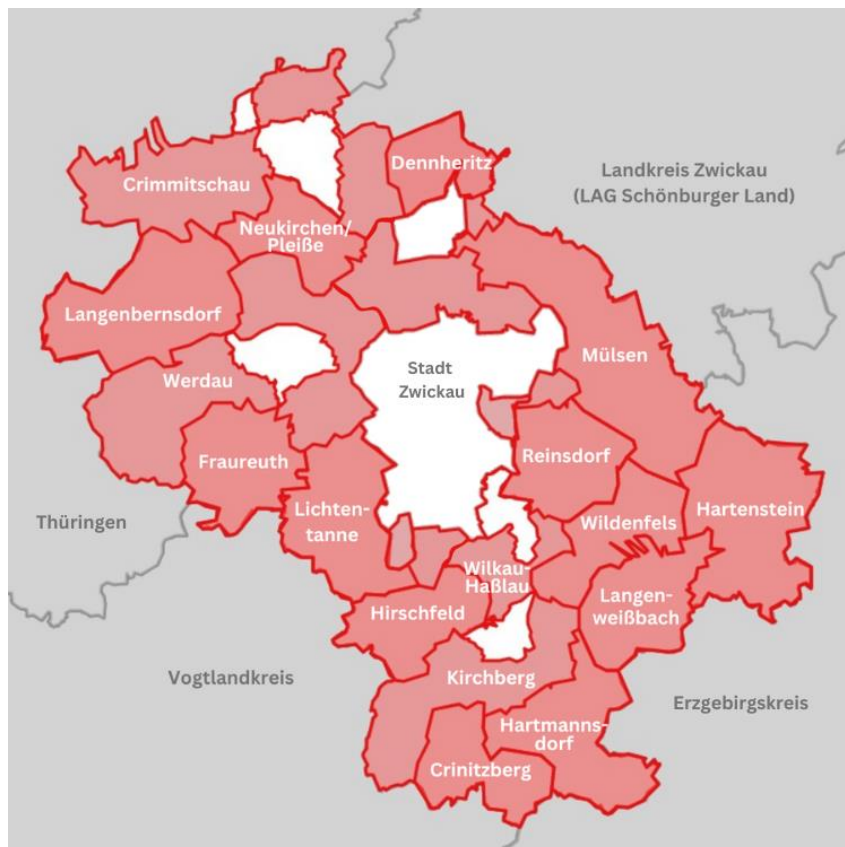 Dennheritz
Landkreis Zwickau
(LAG Schönburger Land)
Crimmitschau
Neukirchen/
Pleiße
Langenbernsdorf
Mülsen
Stadt
Zwickau
Werdau
Fraureuth
Reinsdorf
Lichten-
tanne
Hartenstein
Thüringen
Wildenfels
Wilkau-
Haßlau
Langen-
weißbach
Hirschfeld
Vogtlandkreis
Kirchberg
Erzgebirgskreis
Hartmanns-
dorf
Crinitzberg